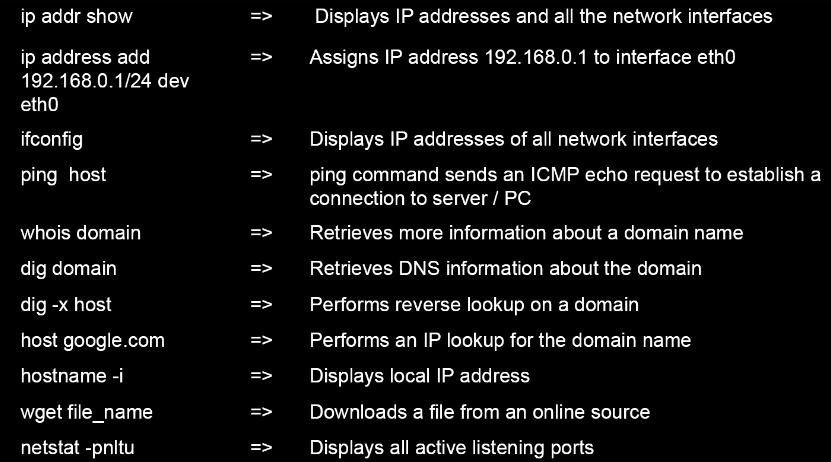 ip addr show => Displays IP addresses and all the network interfaces
ip address add => Assigns IP address 192.168.0.1 to interface eth0
192.168.0.1/24 dev
eth0
ifconfig => Displays IP addresses of all network interfaces
ping host => ping command sends an ICMP echo request to establish a
connection to server / PC
whois domain => Retrieves more information about a domain name
dig domain => Retrieves DNS information about the domain
dig -x host => Performs reverse lookup on a domain
host google.com => Performs an IP lookup for the domain name
hostname -i => Displays local IP address
wget file_name => Downloads a file from an online source
netstat -pnltu => Displays all active listening ports